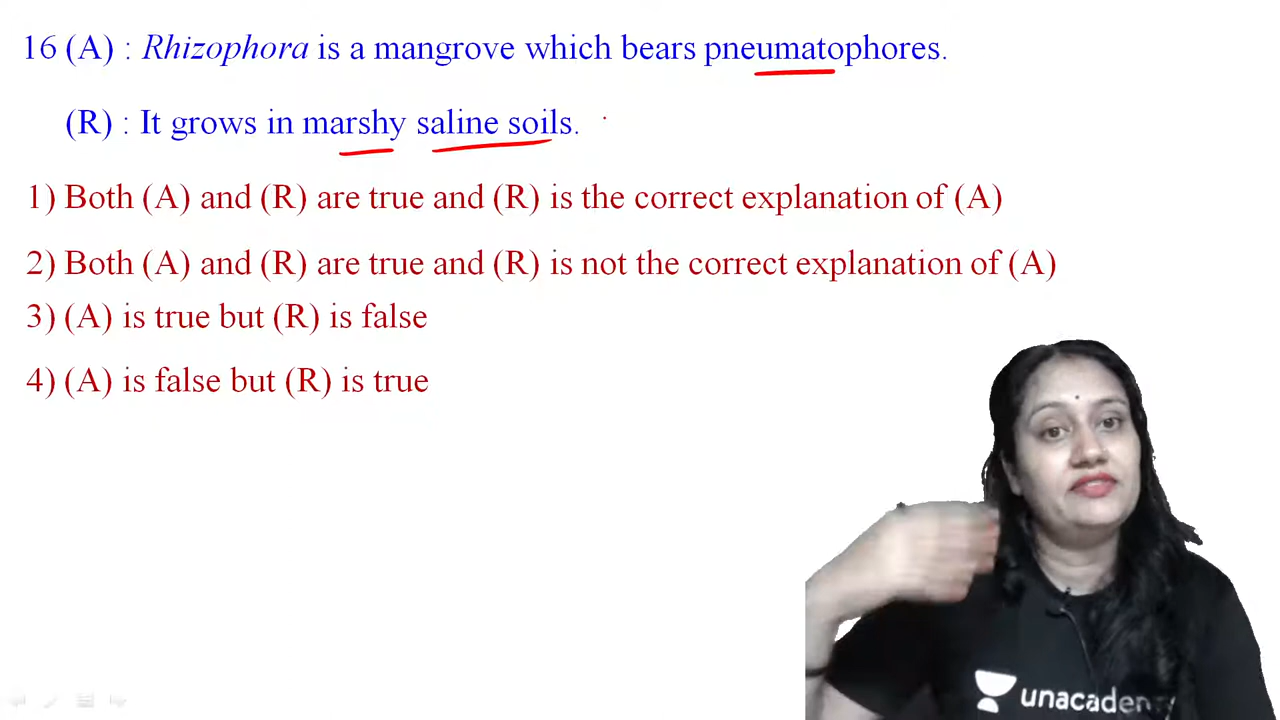 16 (A) : Rhizophora is a mangrove which bears pneumatophores.
(R) : It grows in marshy saline soils.
1) Both (A) and (R) are true and (R) is the correct explanation of (A)
2) Both (A) and (R) are true and (R) is not the correct explanation of (A)
3) (A) is true but (R) is false
4) (A) is false but (R) is true